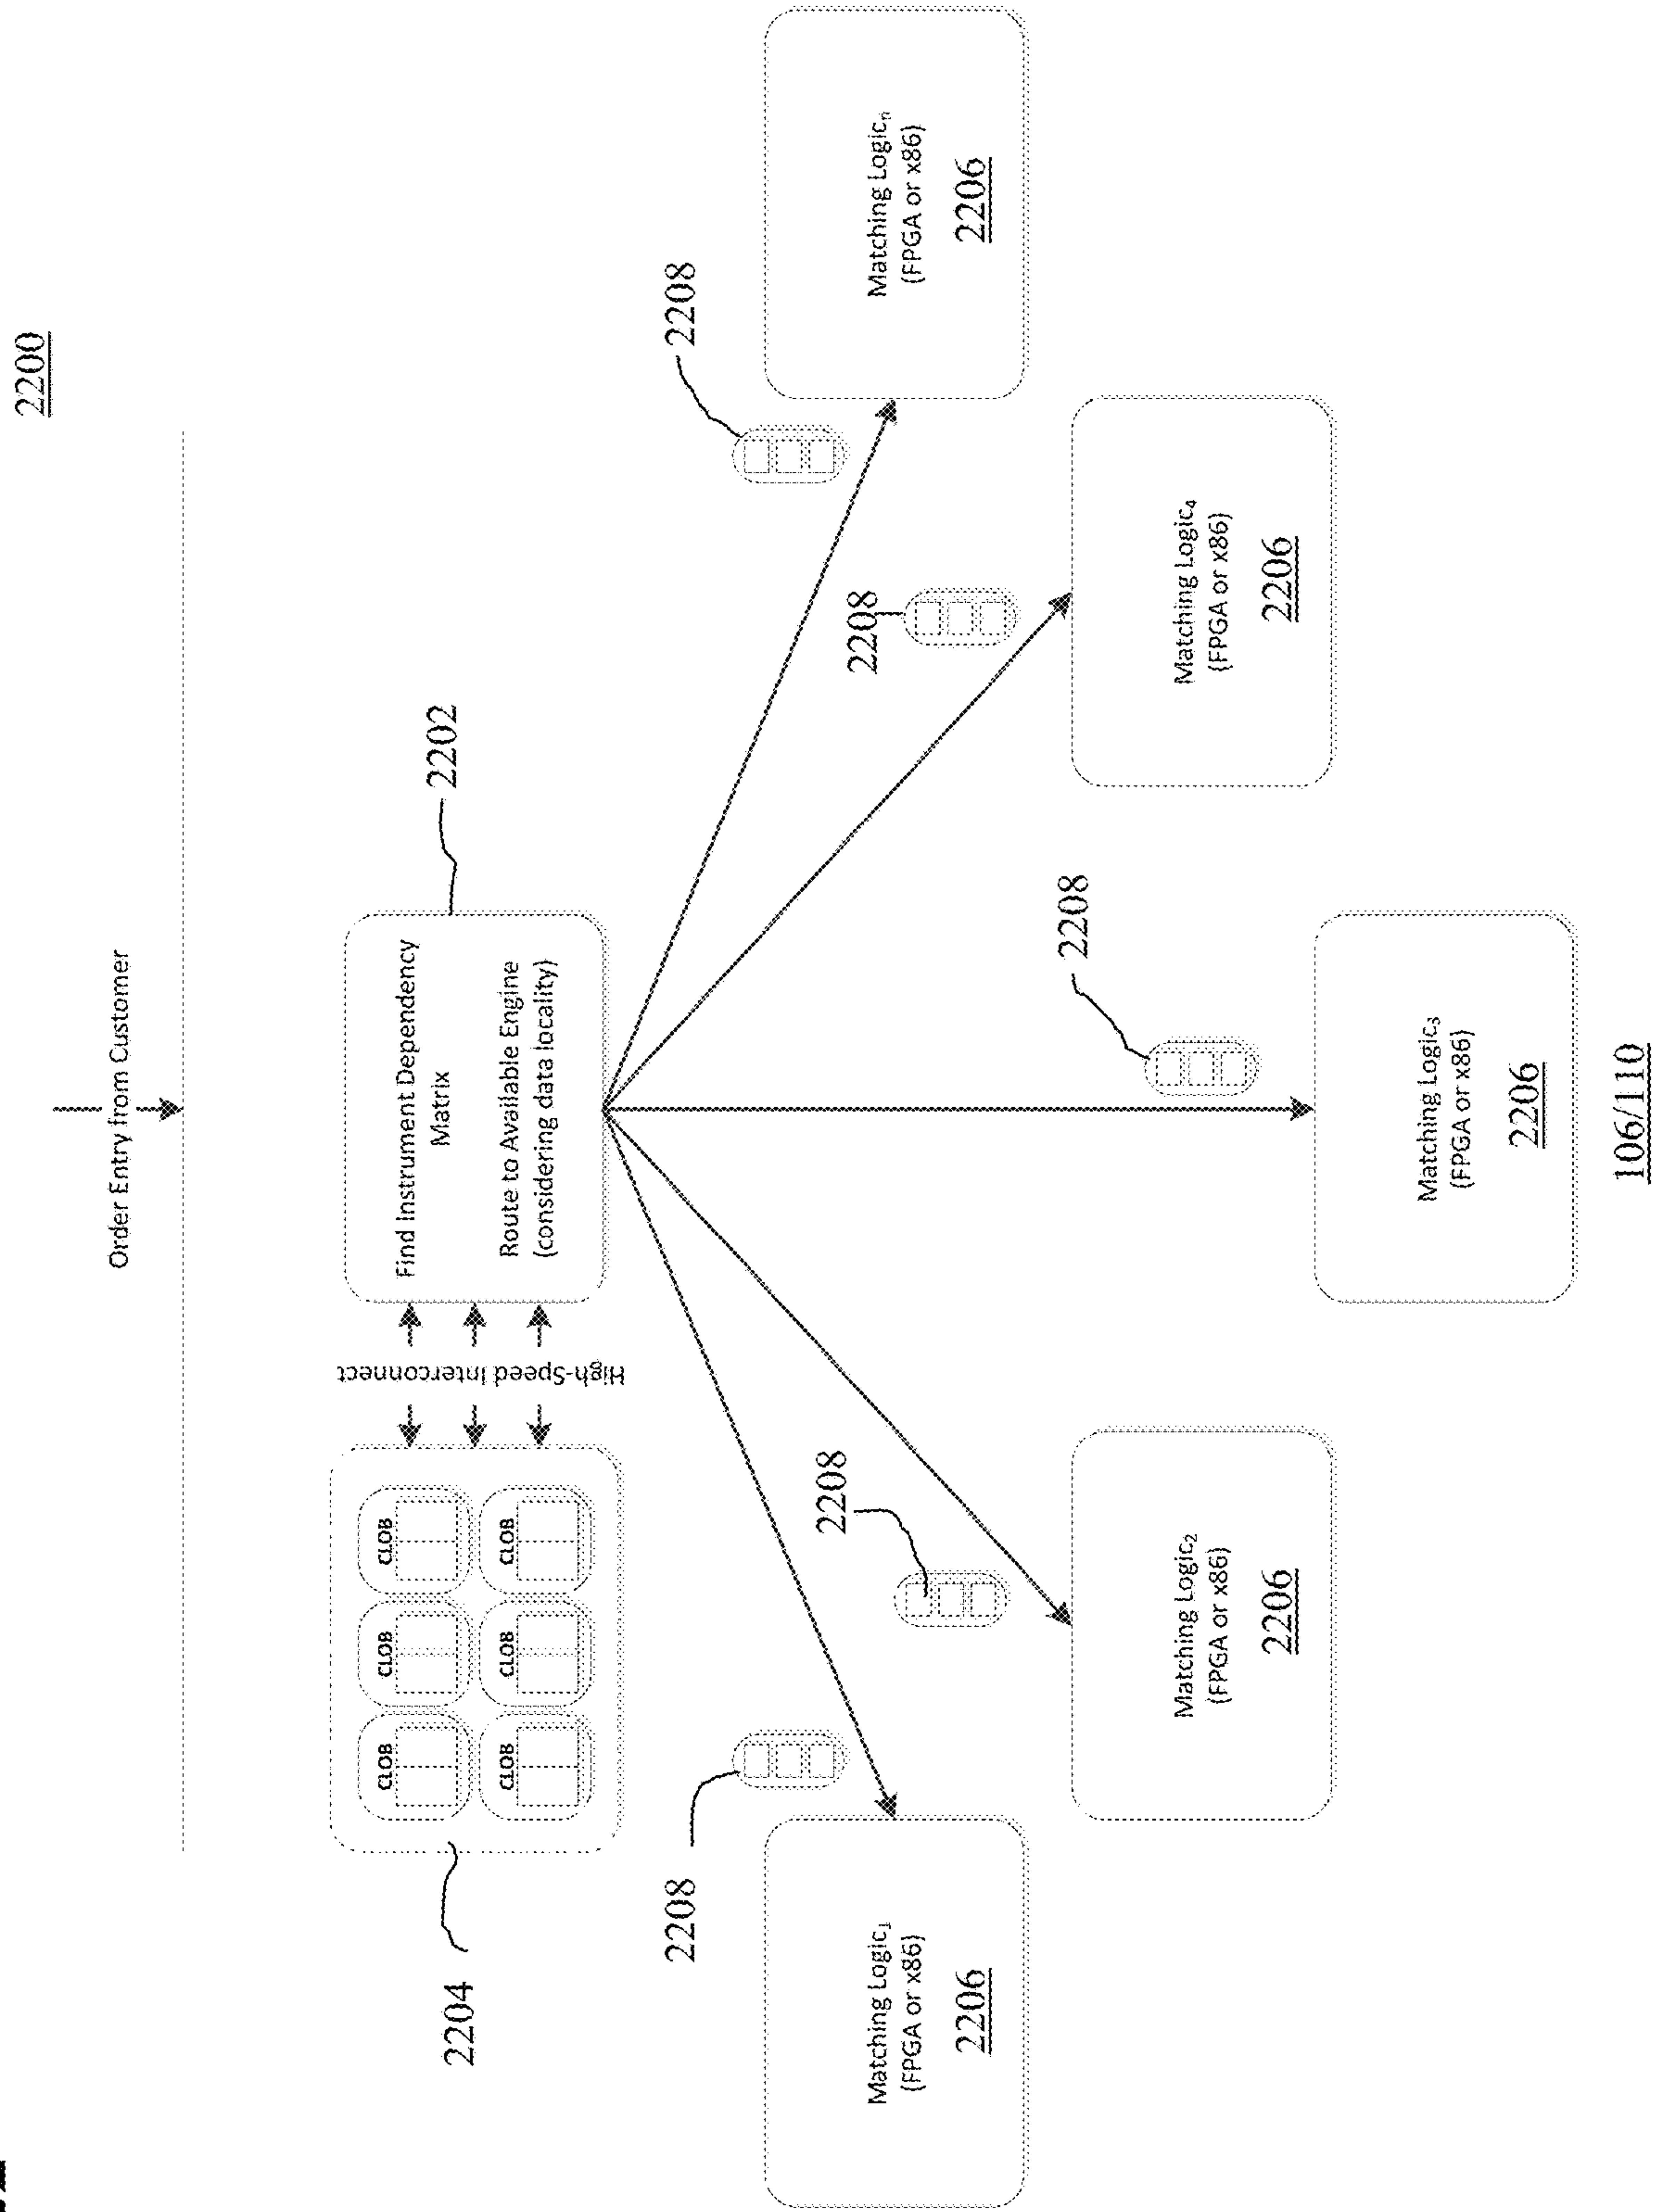 2200
Order Entry from Customer
2202
Find Instrument Dependency
Matrix
Route to Available Engine
(considering data locality)
High-Speed Interconnect
CLOB
CLOB
CLOB
CLOB
CLOB
CLOB
2204
2208
2208
2208
2208
2208
Matching Logic₁
(FPGA or x86)
2206
Matching Logic₂
(FPGA or x86)
2206
Matching Logic₃
(FPGA or x86)
2206
Matching Logic₄
(FPGA or x86)
2206
Matching Logicₙ
(FPGA or x86)
2206
106/110